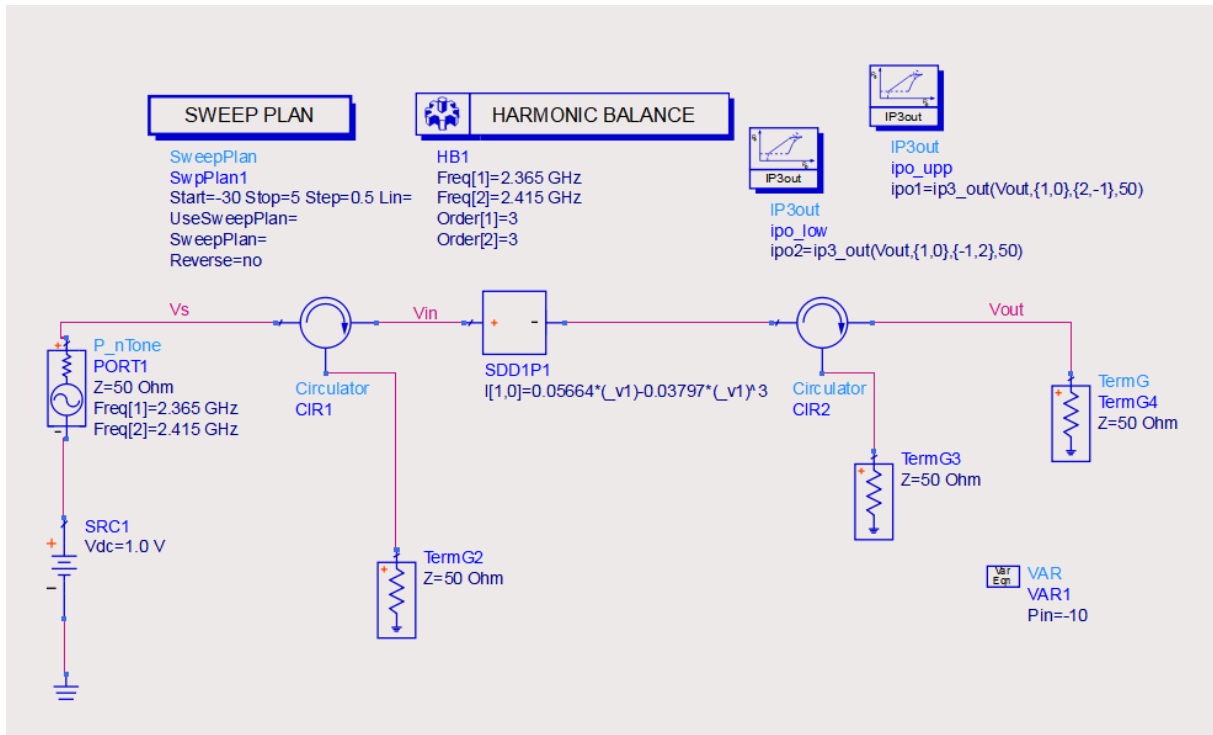 SWEEP PLAN
SweepPlan
SwpPlan1
Start=-30 Stop=5 Step=0.5 Lin=
UseSweepPlan=
SweepPlan=
Reverse=no
HARMONIC BALANCE
HB1
Freq[1]=2.365 GHz
Freq[2]=2.415 GHz
Order[1]=3
Order[2]=3
IP3out
IP3out
ipo_low
ipo2=ip3_out(Vout,{1,0},{-1,2},50)
IP3out
IP3out
ipo_upp
ipo1=ip3_out(Vout,{1,0},{2,-1},50)
Vs
Vin
Vout
P_nTone
PORT1
Z=50 Ohm
Freq[1]=2.365 GHz
Freq[2]=2.415 GHz
Circulator
CIR1
SDD1P1
I[1,0]=0.05664*(_v1)-0.03797*(_v1)^3
Circulator
CIR2
TermG
TermG4
Z=50 Ohm
TermG3
Z=50 Ohm
SRC1
Vdc=1.0 V
TermG2
Z=50 Ohm
Var
Eqn
VAR
VAR1
Pin=-10